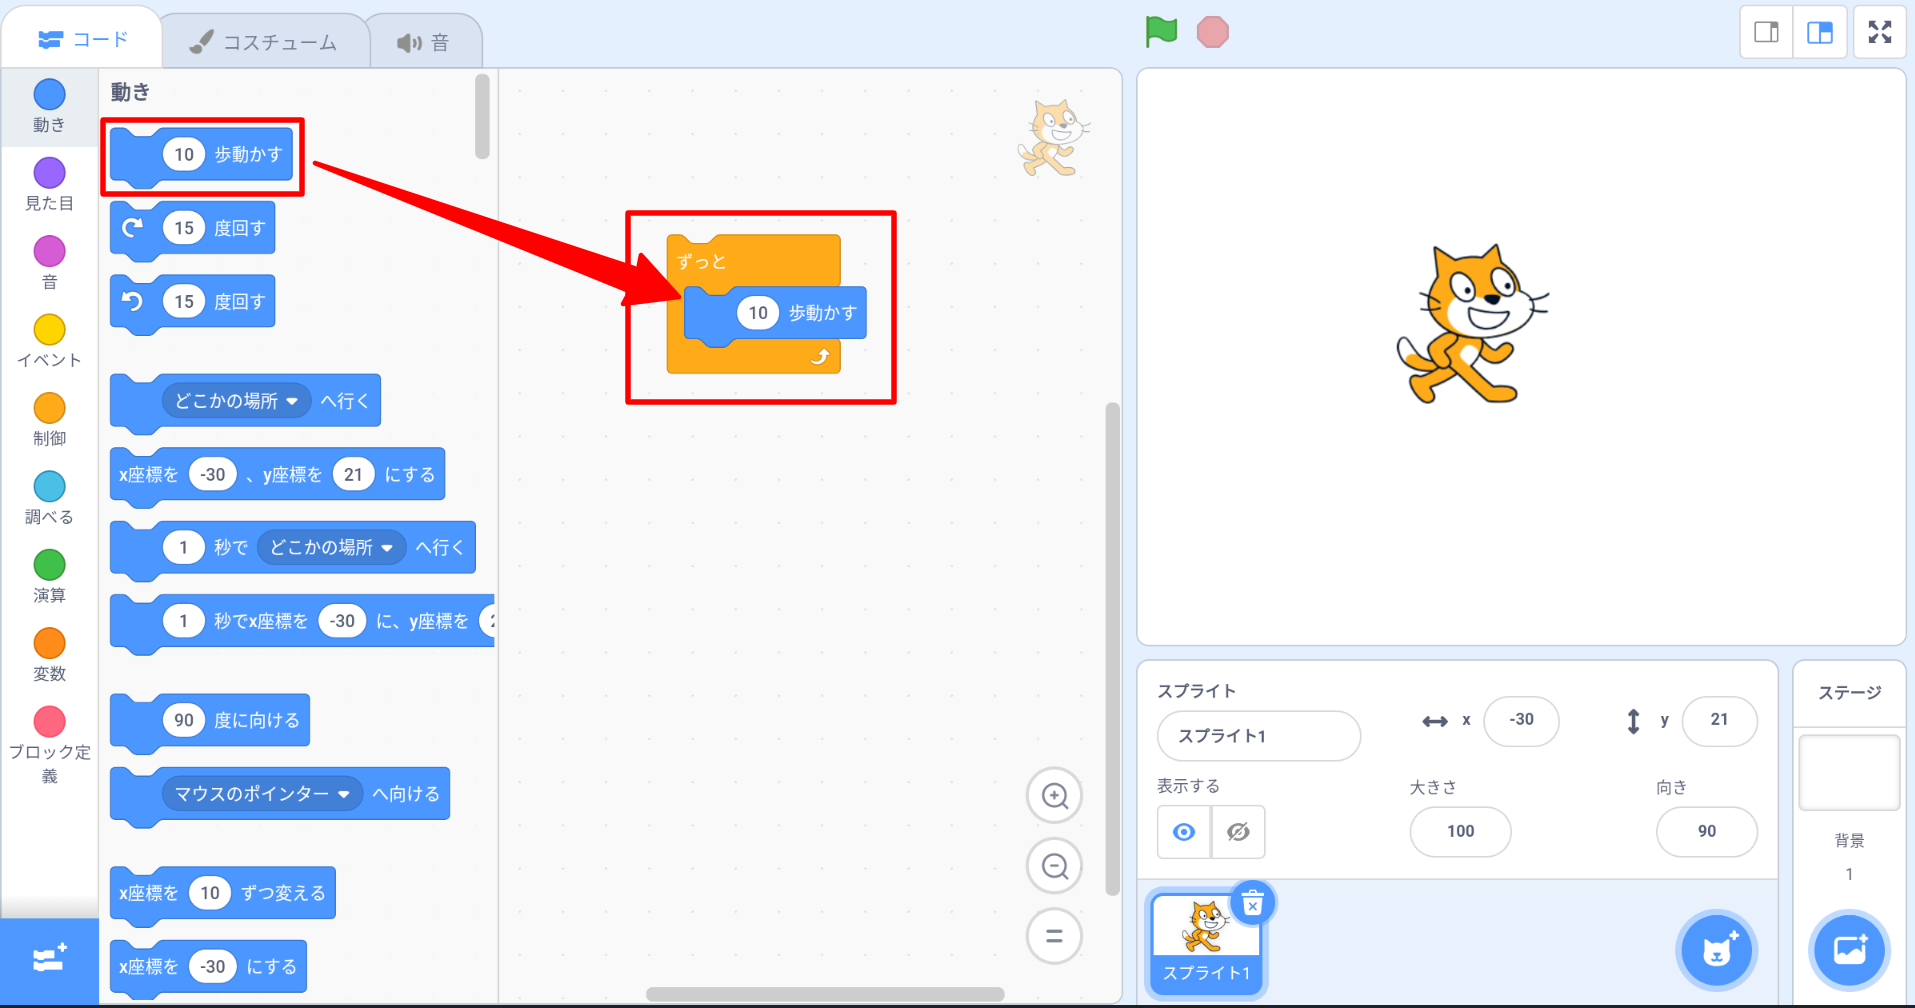 コード
コスチューム
音
動き
見た目
音
イベント
制御
調べる
演算
変数
ブロック定
義
動き
10 歩動かす
15 度回す
15 度回す
どこかの場所 へ行く
x座標を -30 、y座標を 21 にする
1 秒で どこかの場所 へ行く
1 秒でx座標を -30 に、y座標を
90 度に向ける
マウスのポインター へ向ける
x座標を 10 ずつ変える
x座標を -30 にする
ずっと
10 歩動かす
スプライト
スプライト1
x -30
y 21
表示する
大きさ
100
向き
90
スプライト1
ステージ
背景
1